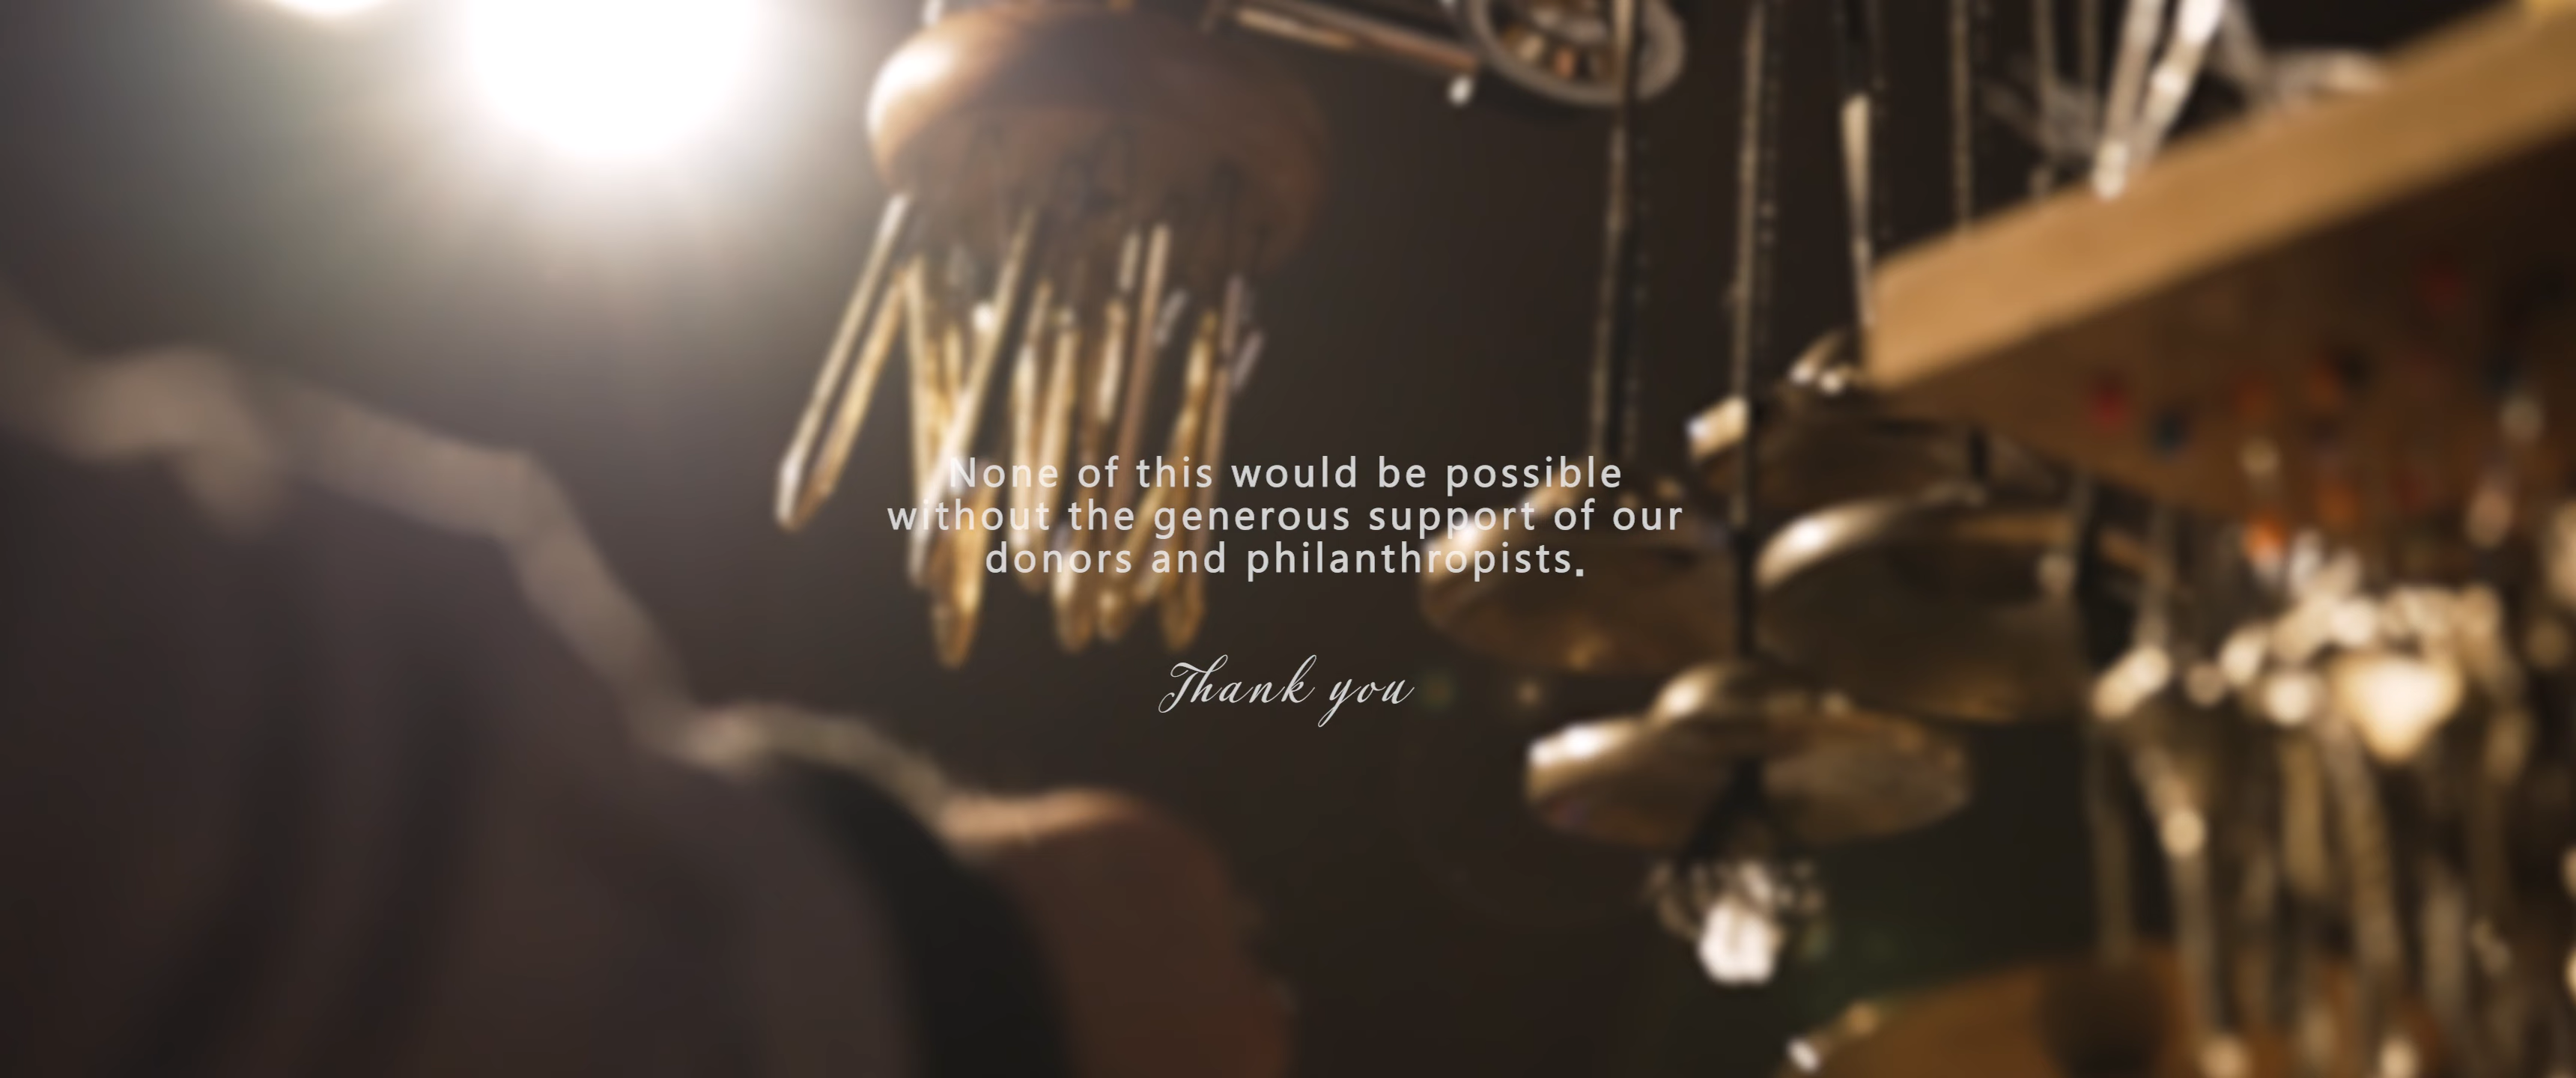 None of this would be possible
without the generous support of our
donors and philanthropists.
Thank you